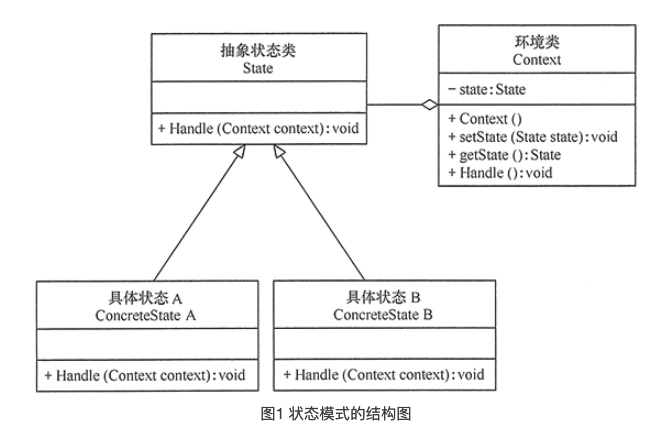 抽象状态类
State
+ Handle (Context context) : void
环境类
Context
− state : State
+ Context ()
+ setState (State state) : void
+ getState () : State
+ Handle () : void
具体状态 A
ConcreteState A
+ Handle (Context context) : void
具体状态 B
ConcreteState B
+ Handle (Context context) : void
图1 状态模式的结构图